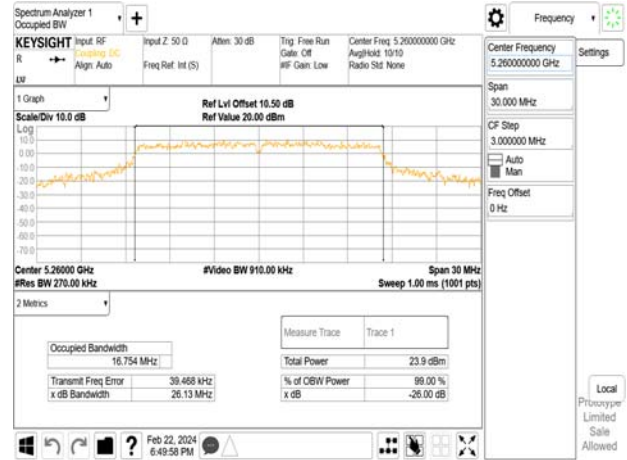 Spectrum Analyzer 1
Occupied BW
Frequency
KEYSIGHT
R
LU
Input: RF
Coupling: DC
Align: Auto
Input Z: 50 Ω
Freq Ref: Int (S)
Atten: 30 dB
Trig: Free Run
Gate: Off
#IF Gain: Low
Center Freq: 5.260000000 GHz
Avg|Hold: 10/10
Radio Std: None
Center Frequency
5.260000000 GHz
Settings
Span
30.000 MHz
CF Step
3.000000 MHz
Auto
Man
Freq Offset
0 Hz
1 Graph
Scale/Div 10.0 dB
Ref Lvl Offset 10.50 dB
Ref Value 20.00 dBm
Log
10.0
0.00
-10.0
-20.0
-30.0
-40.0
-50.0
-60.0
-70.0
Center 5.26000 GHz
#Res BW 270.00 kHz
#Video BW 910.00 kHz
Span 30 MHz
Sweep 1.00 ms (1001 pts)
2 Metrics
Measure Trace Trace 1
Occupied Bandwidth
16.754 MHz
Total Power 23.9 dBm
Transmit Freq Error 39.468 kHz
% of OBW Power 99.00 %
x dB Bandwidth 26.13 MHz
x dB -26.00 dB
Local
Prototype
Limited
Sale
Allowed
?
Feb 22, 2024
6:49:58 PM